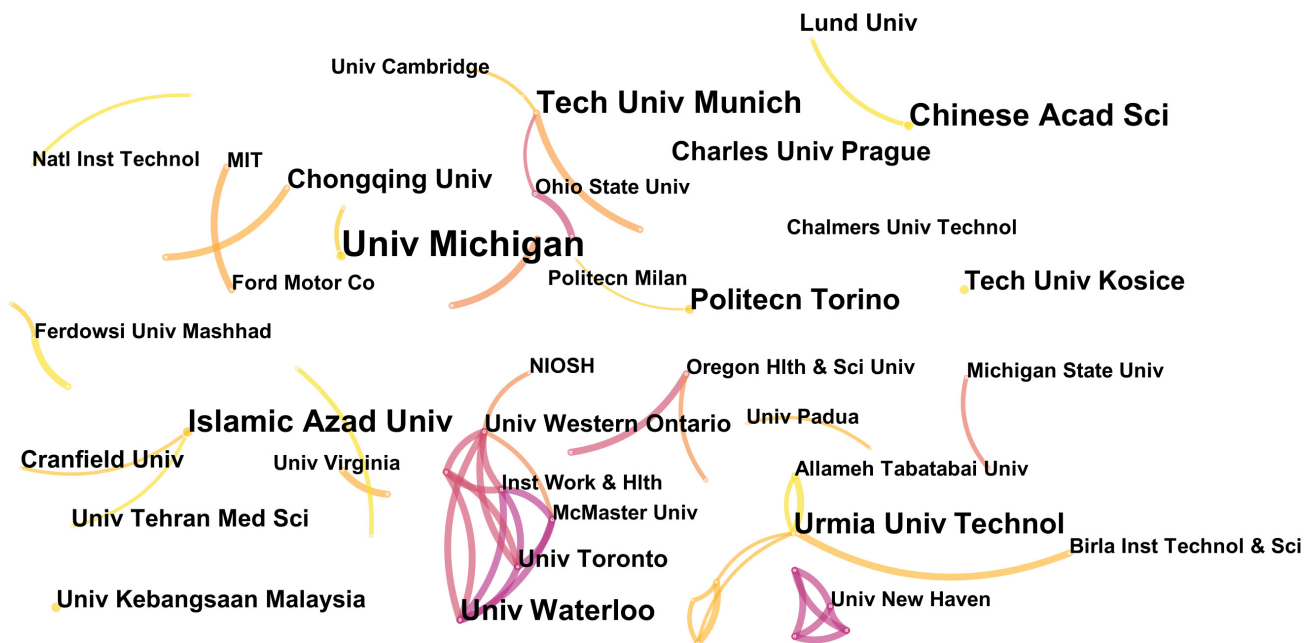 Lund Univ
Univ Cambridge
Tech Univ Munich
Chinese Acad Sci
Charles Univ Prague
Natl Inst Technol
MIT
Chongqing Univ
Ohio State Univ
Chalmers Univ Technol
Univ Michigan
Ford Motor Co
Politecn Milan
Tech Univ Kosice
Politecn Torino
Ferdowsi Univ Mashhad
NIOSH
Oregon Hlth & Sci Univ
Michigan State Univ
Islamic Azad Univ
Univ Western Ontario
Univ Padua
Cranfield Univ
Univ Virginia
Allameh Tabatabai Univ
Inst Work & Hlth
McMaster Univ
Univ Tehran Med Sci
Urmia Univ Technol
Birla Inst Technol & Sci
Univ Toronto
Univ Kebangsaan Malaysia
Univ Waterloo
Univ New Haven